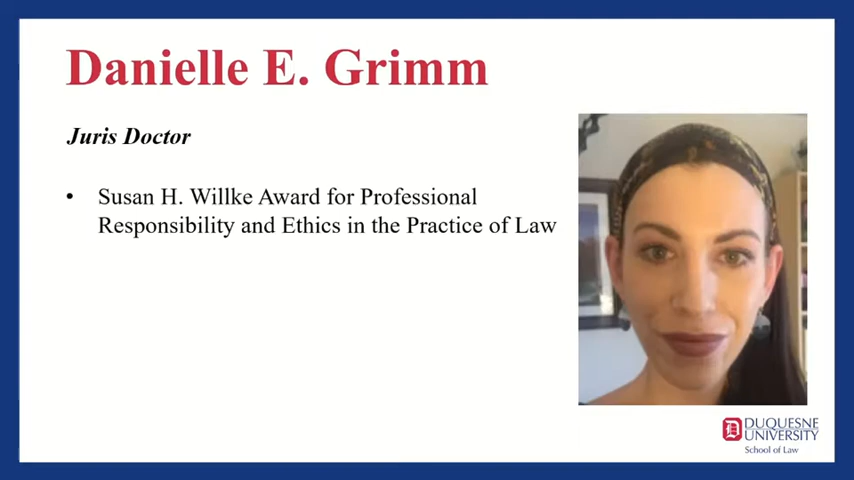 Danielle E. Grimm
Juris Doctor
• Susan H. Willke Award for Professional
Responsibility and Ethics in the Practice of Law
D
DUQUESNE
UNIVERSITY
School of Law